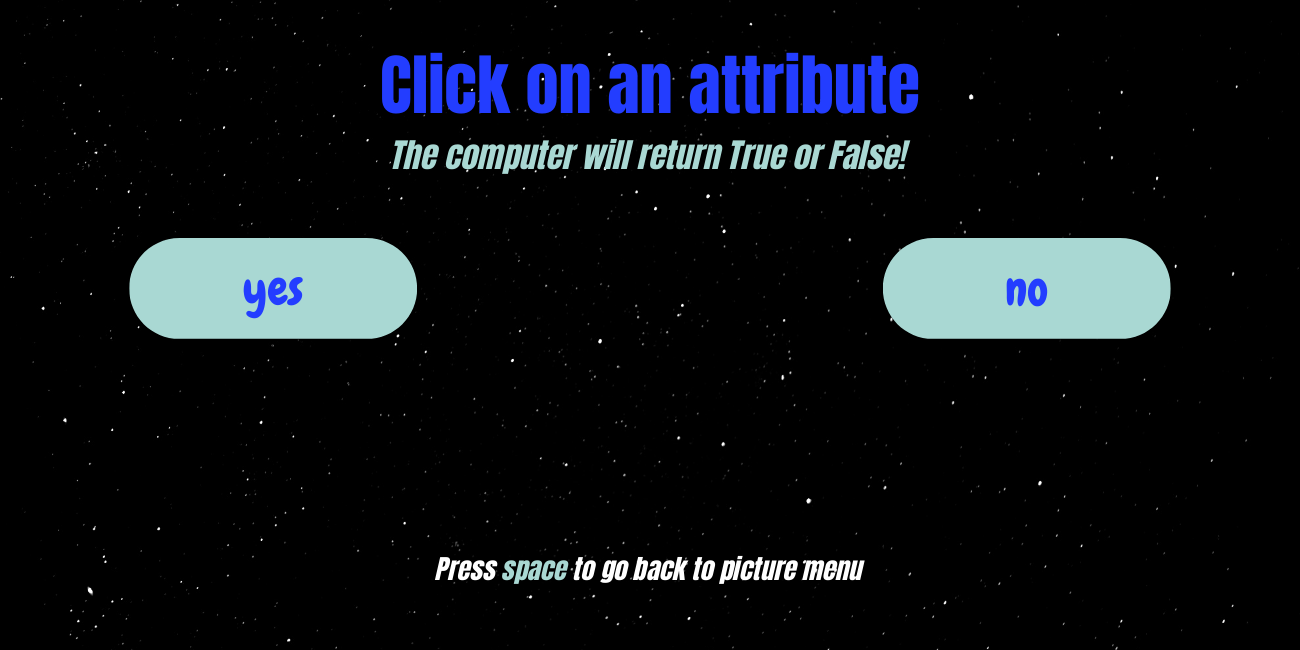 Click on an attribute
The computer will return True or False!
yes
no
Press space to go back to picture menu